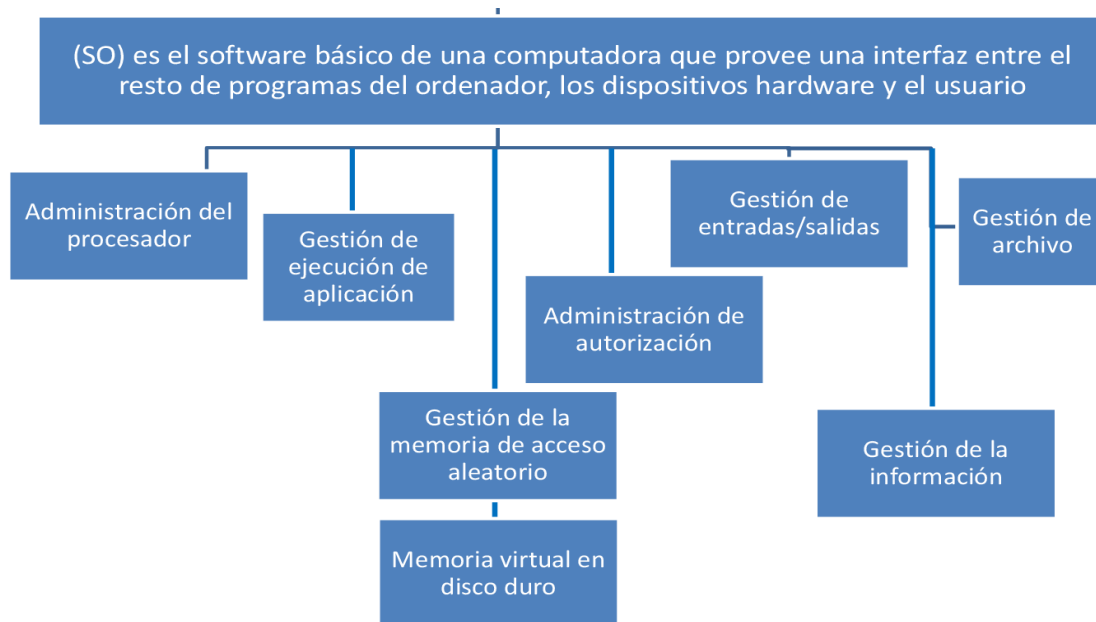 (SO) es el software básico de una computadora que provee una interfaz entre el
resto de programas del ordenador, los dispositivos hardware y el usuario
Administración del
procesador
Gestión de
ejecución de
aplicación
Gestión de la
memoria de acceso
aleatorio
Memoria virtual en
disco duro
Administración de
autorización
Gestión de
entradas/salidas
Gestión de
archivo
Gestión de la
información